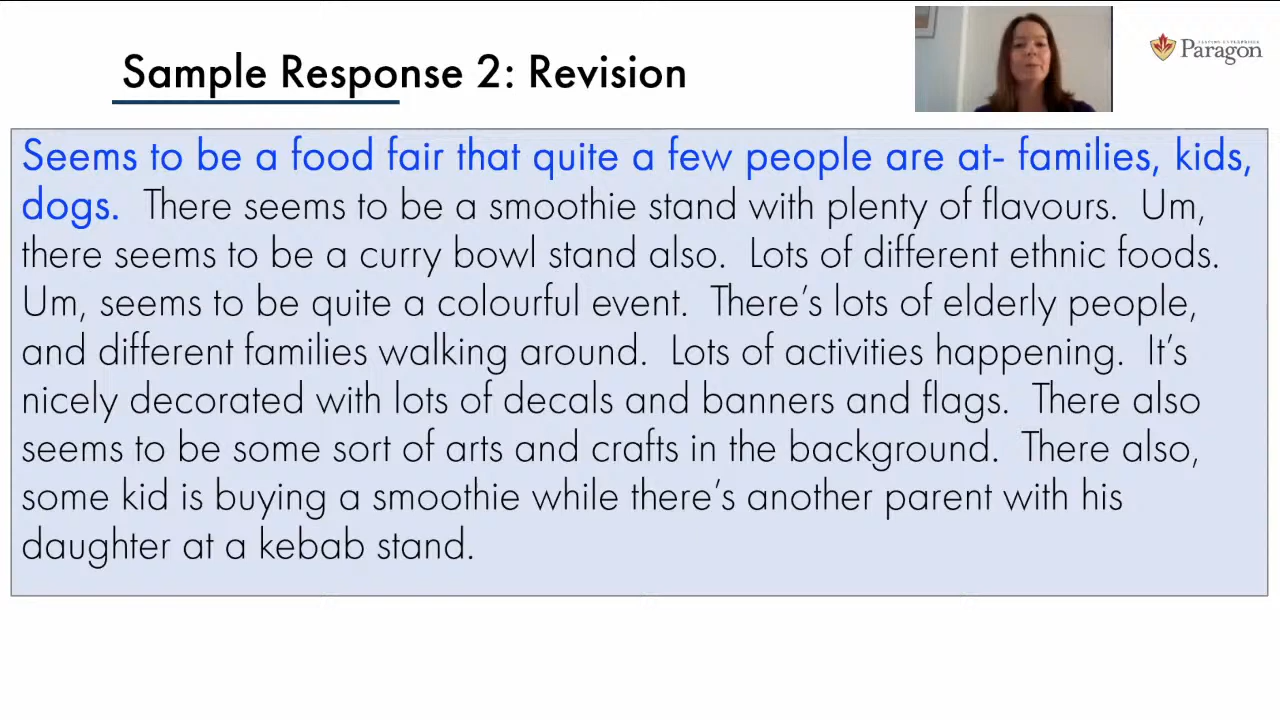 Sample Response 2: Revision
Paragon
Seems to be a food fair that quite a few people are at- families, kids,
dogs. There seems to be a smoothie stand with plenty of flavours. Um,
there seems to be a curry bowl stand also. Lots of different ethnic foods.
Um, seems to be quite a colourful event. There's lots of elderly people,
and different families walking around. Lots of activities happening. It's
nicely decorated with lots of decals and banners and flags. There also
seems to be some sort of arts and crafts in the background. There also,
some kid is buying a smoothie while there's another parent with his
daughter at a kebab stand.